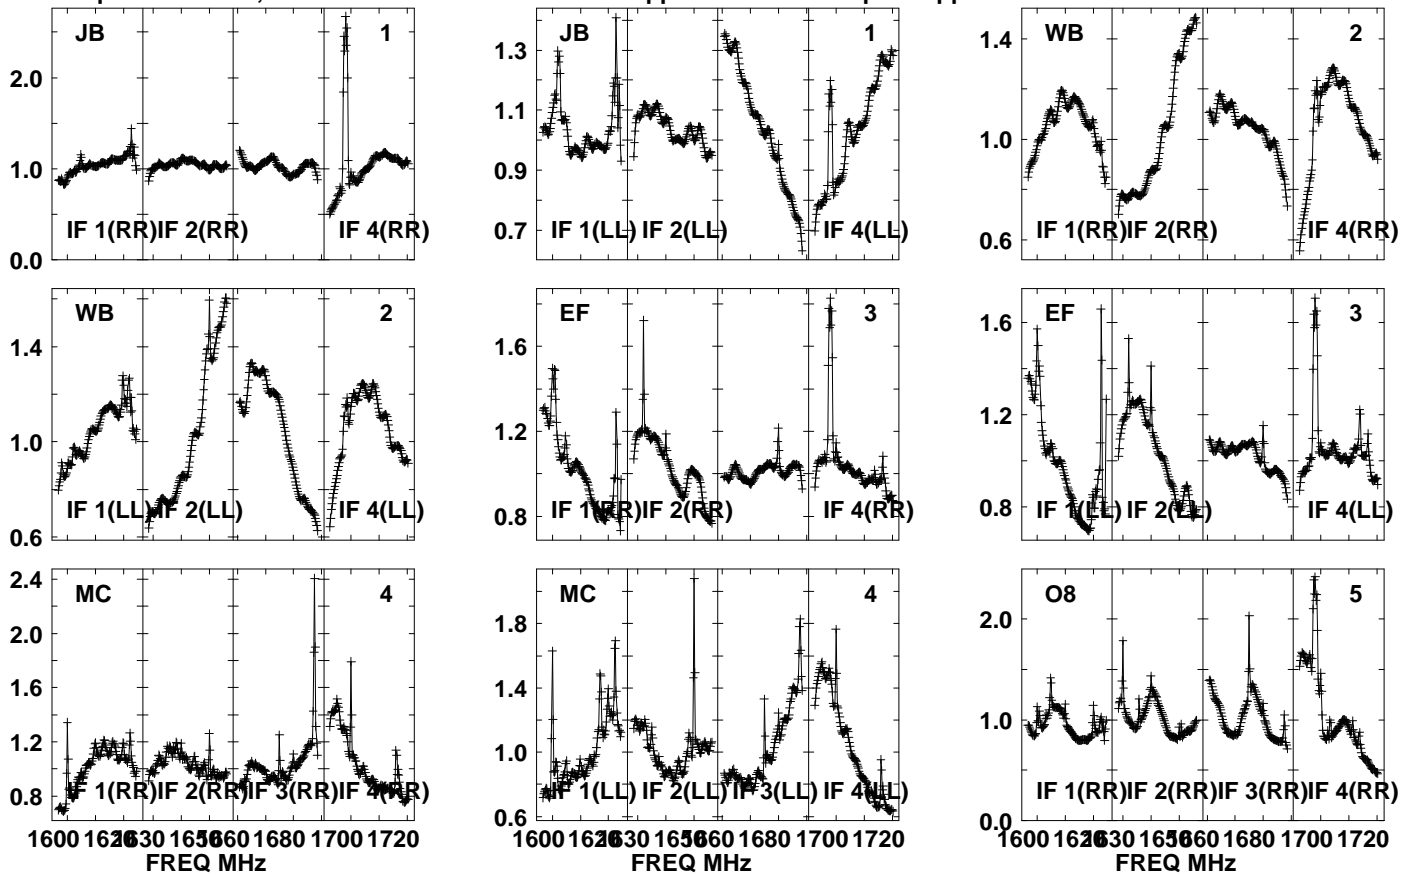 JB 1
2.0
1.0
0.0
IF 1(RR) IF 2(RR) IF 4(RR)
JB 1
1.3
1.1
0.9
0.7
IF 1(LL) IF 2(LL) IF 4(LL)
WB 2
1.4
1.0
0.6
IF 1(RR) IF 2(RR) IF 4(RR)
WB 2
1.4
1.0
0.6
IF 1(LL) IF 2(LL) IF 4(LL)
EF 3
1.6
1.2
0.8
IF 1(RR) IF 2(RR) IF 4(RR)
EF 3
1.6
1.2
0.8
IF 1(LL) IF 2(LL) IF 4(LL)
MC 4
2.4
2.0
1.6
1.2
0.8
IF 1(RR) IF 2(RR) IF 3(RR) IF 4(RR)
1600 1630 1700 1720
FREQ MHz
MC 4
1.8
1.4
1.0
0.6
IF 1(LL) IF 2(LL) IF 3(LL) IF 4(LL)
1600 1630 1700 1720
FREQ MHz
O8 5
2.0
1.0
0.0
IF 1(RR) IF 2(RR) IF 3(RR) IF 4(RR)
1600 1630 1700 1720
FREQ MHz